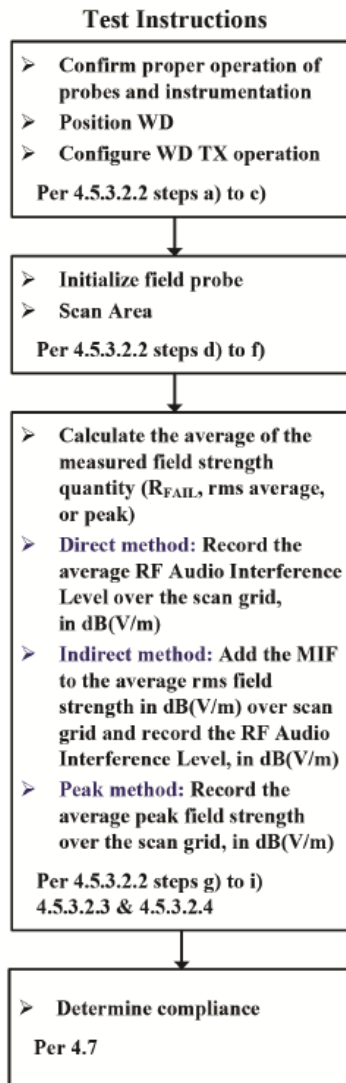 Test Instructions
➢ Confirm proper operation of
probes and instrumentation
➢ Position WD
➢ Configure WD TX operation
Per 4.5.3.2.2 steps a) to c)
➢ Initialize field probe
➢ Scan Area
Per 4.5.3.2.2 steps d) to f)
➢ Calculate the average of the
measured field strength
quantity (R_FAIL, rms average,
or peak)
➢ Direct method: Record the
average RF Audio Interference
Level over the scan grid,
in dB(V/m)
➢ Indirect method: Add the MIF
to the average rms field
strength in dB(V/m) over scan
grid and record the RF Audio
Interference Level, in dB(V/m)
➢ Peak method: Record the
average peak field strength
over the scan grid, in dB(V/m)
Per 4.5.3.2.2 steps g) to i)
4.5.3.2.3 & 4.5.3.2.4
➢ Determine compliance
Per 4.7